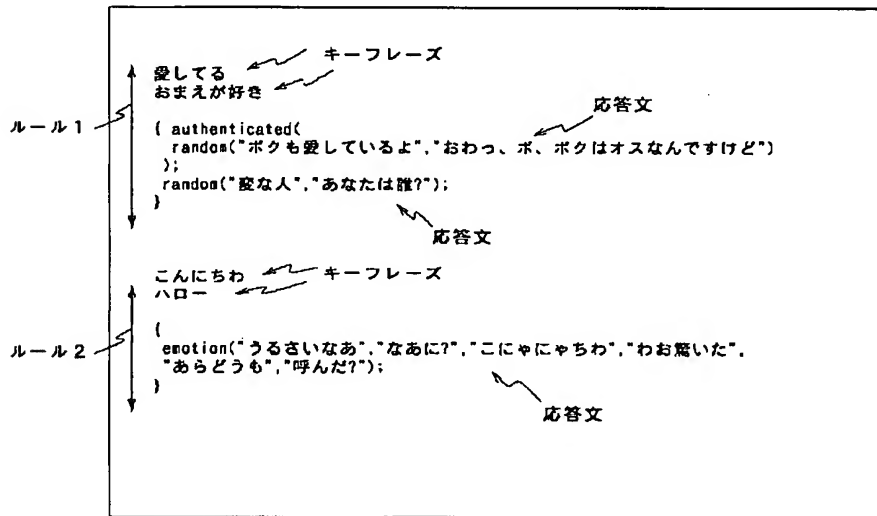 愛してる キーフレーズ
おまえが好き
応答文
ルール1
{ authenticated(
random("ボクも愛しているよ","おわっ、ボ、ボクはオスなんですけど")
);
random("変な人","あなたは誰?");
}
応答文
こんにちわ キーフレーズ
ハロー
{
ルール2
emotion("うるさいなあ","なあに?","こにゃにゃちわ","わお驚いた",
"あらどうも","呼んだ?");
}
応答文